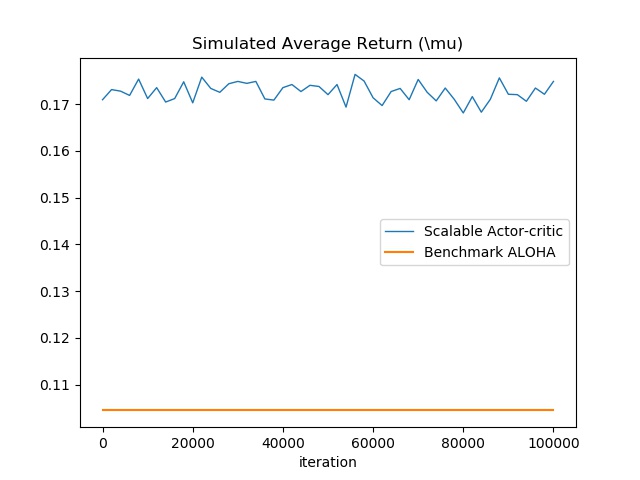 Simulated Average Return (\mu)
0.17
0.16
0.15
0.14
0.13
0.12
0.11
Scalable Actor-critic
Benchmark ALOHA
0 20000 40000 60000 80000 100000
iteration